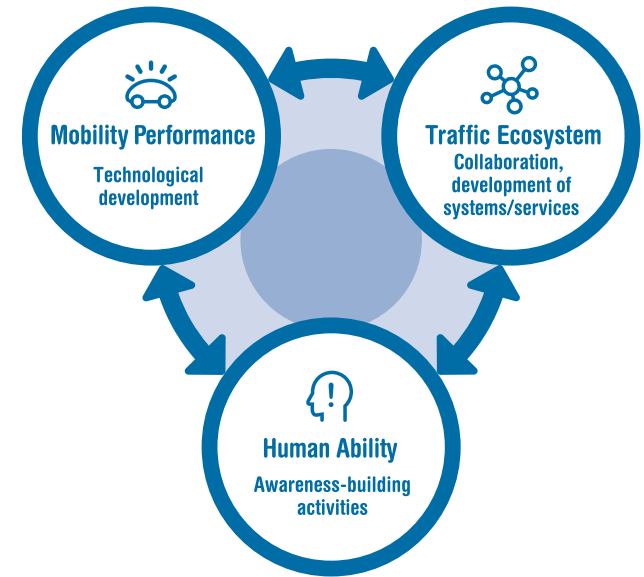 Mobility Performance
Technological
development
Traffic Ecosystem
Collaboration,
development of
systems/services
Human Ability
Awareness-building
activities